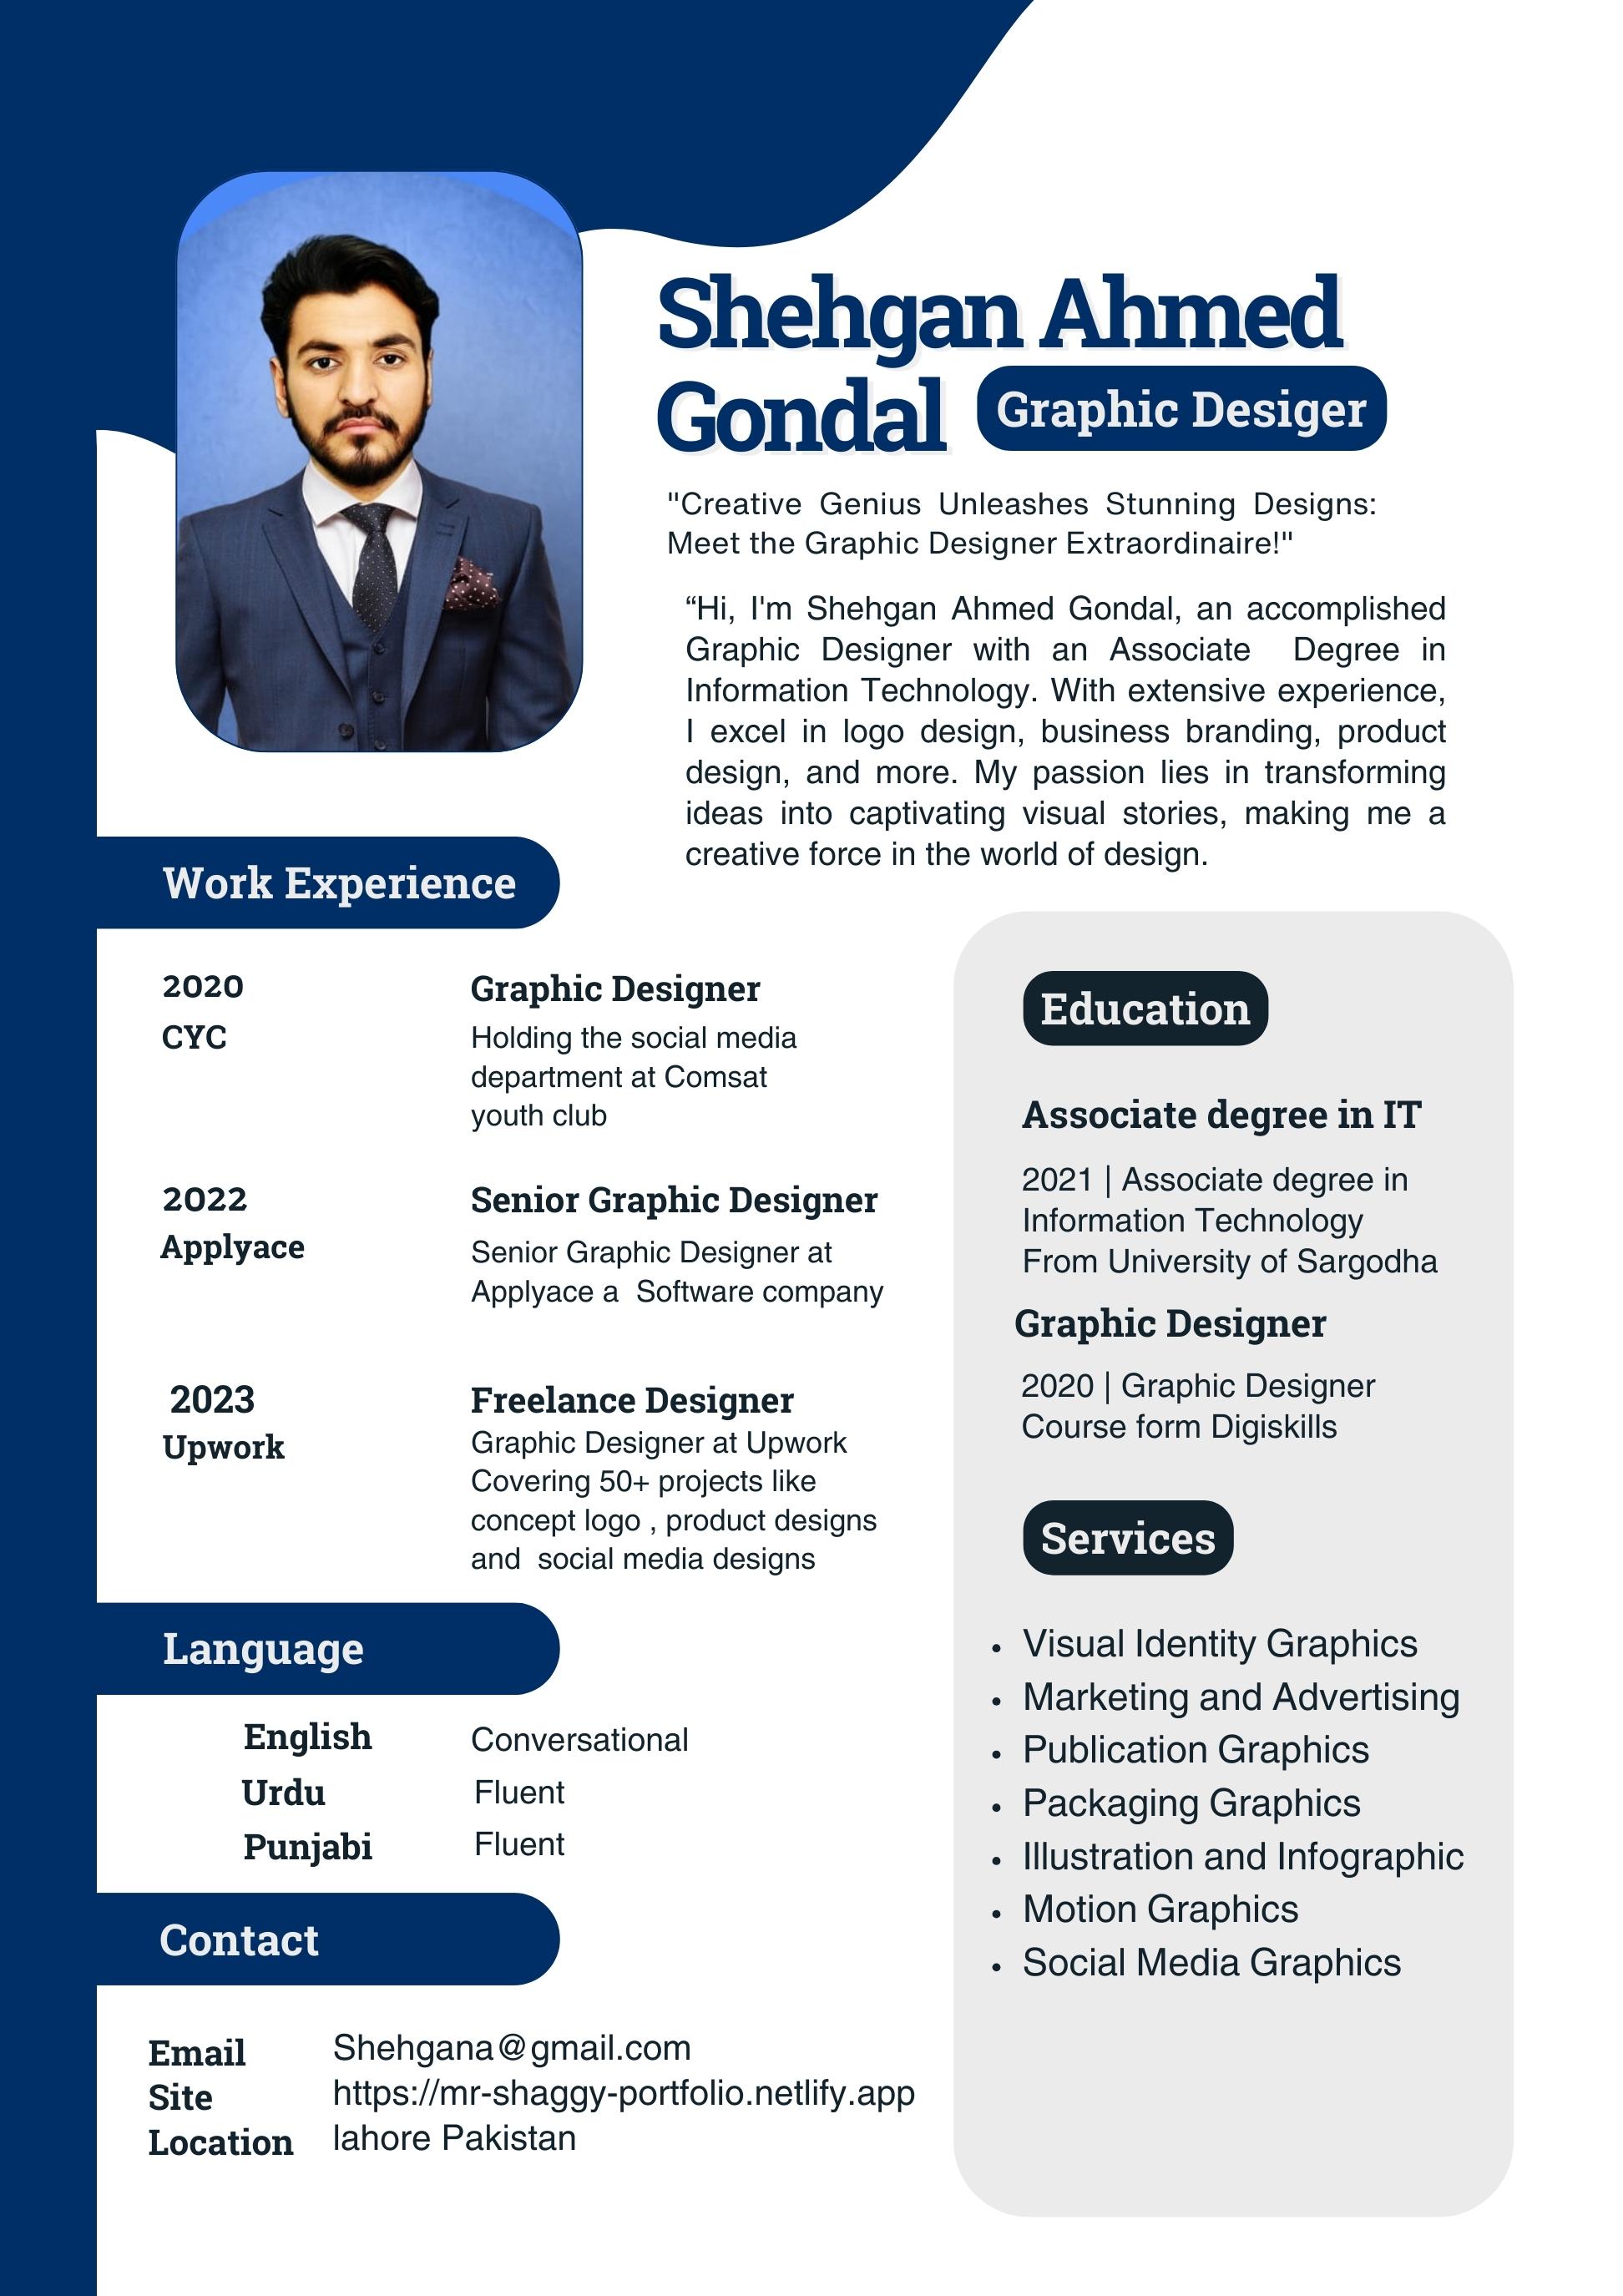 Shehgan Ahmed
Gondal
Graphic Desiger
"Creative Genius Unleashes Stunning Designs:
Meet the Graphic Designer Extraordinaire!"
“Hi, I'm Shehgan Ahmed Gondal, an accomplished
Graphic Designer with an Associate Degree in
Information Technology. With extensive experience,
I excel in logo design, business branding, product
design, and more. My passion lies in transforming
ideas into captivating visual stories, making me a
creative force in the world of design.
Work Experience
2020
CYC
Graphic Designer
Holding the social media
department at Comsat
youth club
2022
Applyace
Senior Graphic Designer
Senior Graphic Designer at
Applyace a Software company
2023
Upwork
Freelance Designer
Graphic Designer at Upwork
Covering 50+ projects like
concept logo , product designs
and social media designs
Language
English Conversational
Urdu Fluent
Punjabi Fluent
Contact
Email Shehgana@gmail.com
Site https://mr-shaggy-portfolio.netlify.app
Location lahore Pakistan
Education
Associate degree in IT
2021 | Associate degree in
Information Technology
From University of Sargodha
Graphic Designer
2020 | Graphic Designer
Course form Digiskills
Services
• Visual Identity Graphics
• Marketing and Advertising
• Publication Graphics
• Packaging Graphics
• Illustration and Infographic
• Motion Graphics
• Social Media Graphics